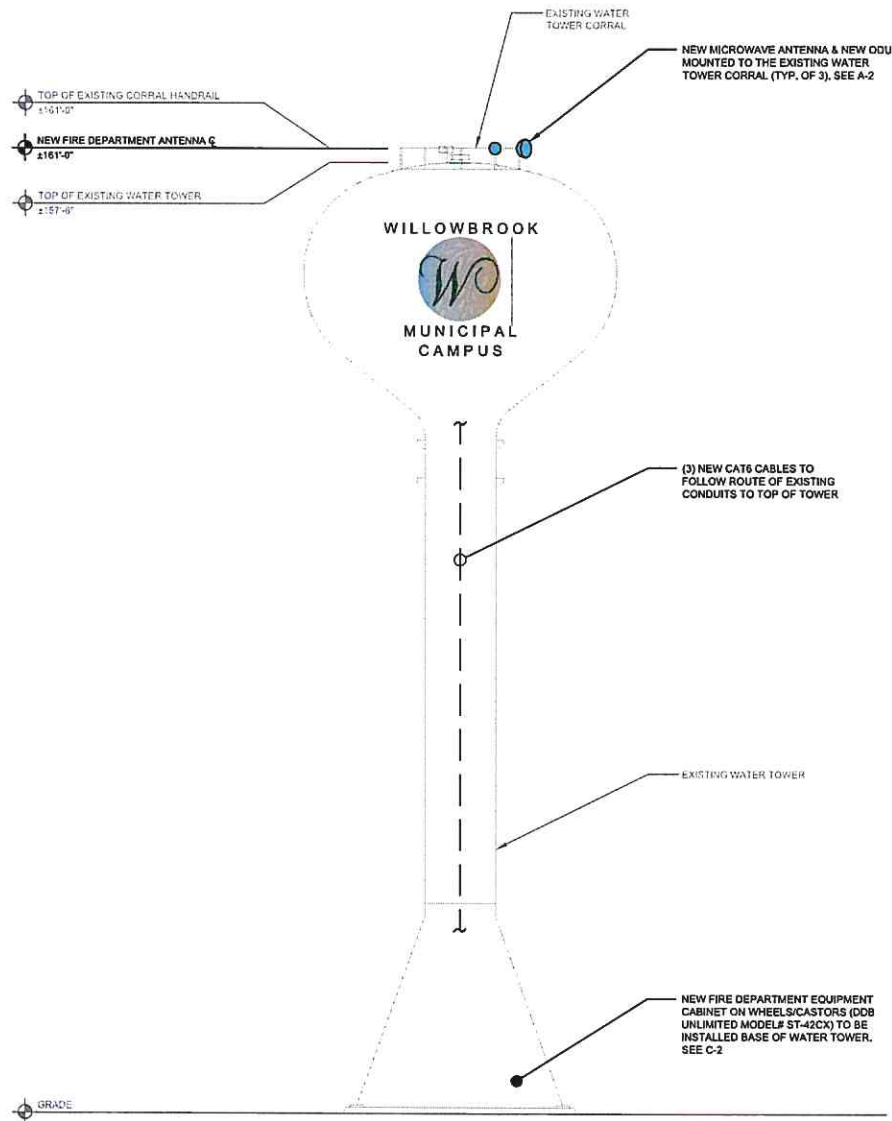 EXISTING WATER
TOWER CORRAL
NEW MICROWAVE ANTENNA & NEW ODU
MOUNTED TO THE EXISTING WATER
TOWER CORRAL (TYP. OF 3), SEE A-2
TOP OF EXISTING CORRAL HANDRAIL
±161'-0"
NEW FIRE DEPARTMENT ANTENNA ℄
±161'-0"
TOP OF EXISTING WATER TOWER
±157'-6"
WILLOWBROOK
W
MUNICIPAL
CAMPUS
(3) NEW CAT6 CABLES TO
FOLLOW ROUTE OF EXISTING
CONDUITS TO TOP OF TOWER
EXISTING WATER TOWER
NEW FIRE DEPARTMENT EQUIPMENT
CABINET ON WHEELS/CASTORS (DDB
UNLIMITED MODEL# ST-42CX) TO BE
INSTALLED BASE OF WATER TOWER,
SEE C-2
GRADE